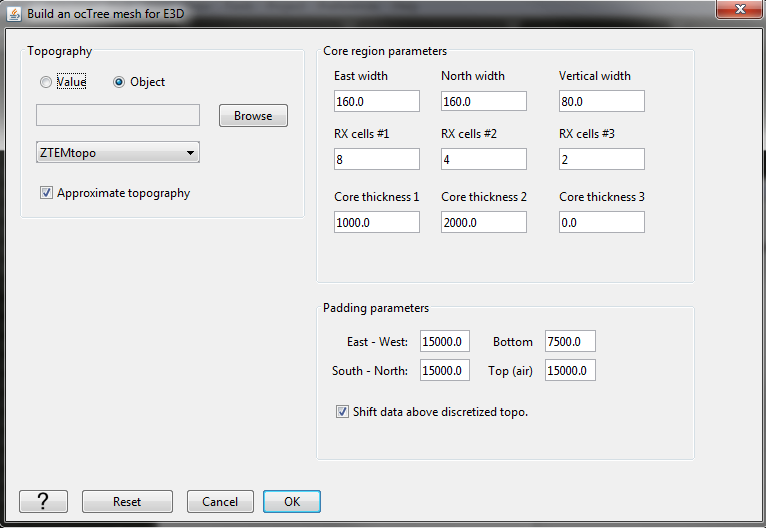 Build an ocTree mesh for E3D
Topography
Value Object
Browse
ZTEMtopo
Approximate topography
Core region parameters
East width North width Vertical width
160.0 160.0 80.0
RX cells #1 RX cells #2 RX cells #3
8 4 2
Core thickness 1 Core thickness 2 Core thickness 3
1000.0 2000.0 0.0
Padding parameters
East - West: 15000.0 Bottom 7500.0
South - North: 15000.0 Top (air) 15000.0
Shift data above discretized topo.
? Reset Cancel OK